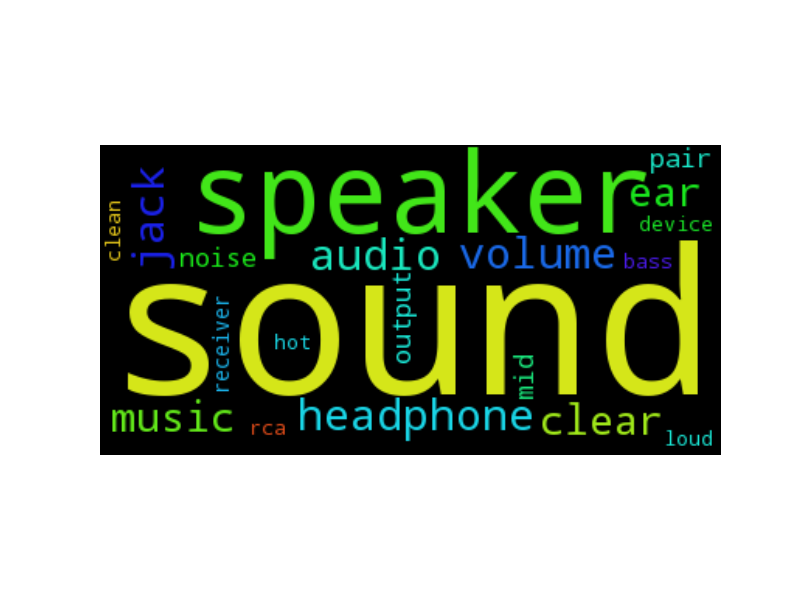 speaker
pair
ear
device
clean
jack
noise
audio
volume
bass
sound
receiver
hot
output
mid
music
rca
headphone
clear
loud